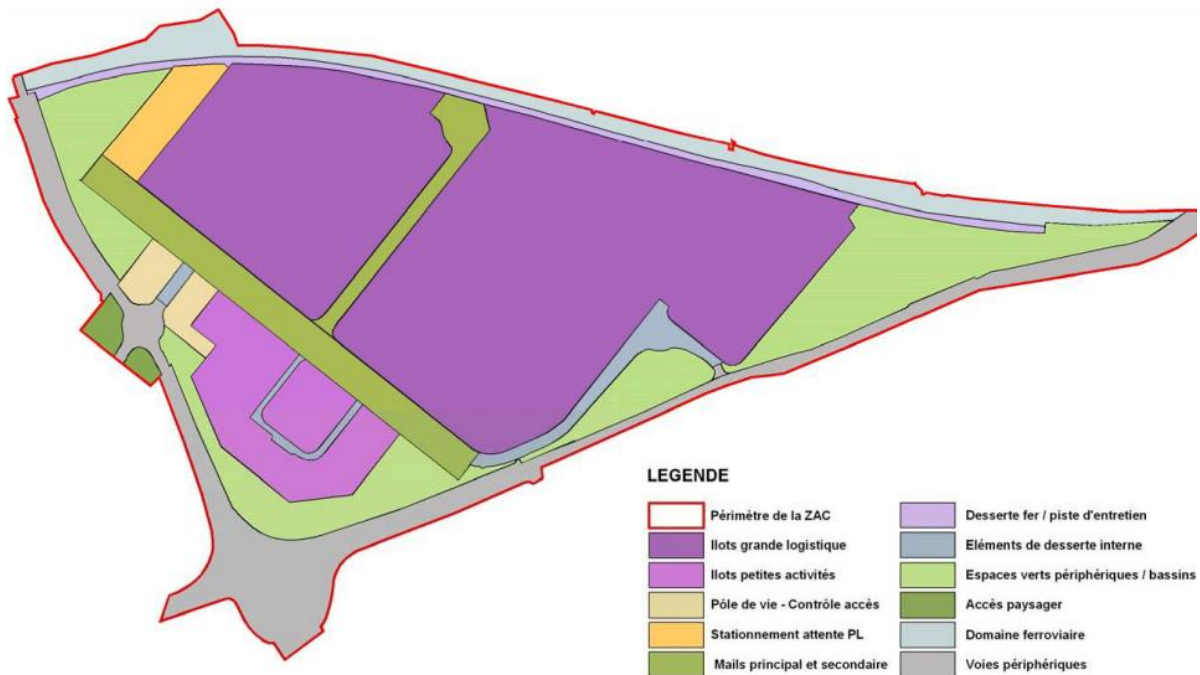 LEGENDE
Périmètre de la ZAC
Ilots grande logistique
Ilots petites activités
Pôle de vie - Contrôle accès
Stationnement attente PL
Mails principal et secondaire
Desserte fer / piste d'entretien
Eléments de desserte interne
Espaces verts périphériques / bassins
Accès paysager
Domaine ferroviaire
Voies périphériques